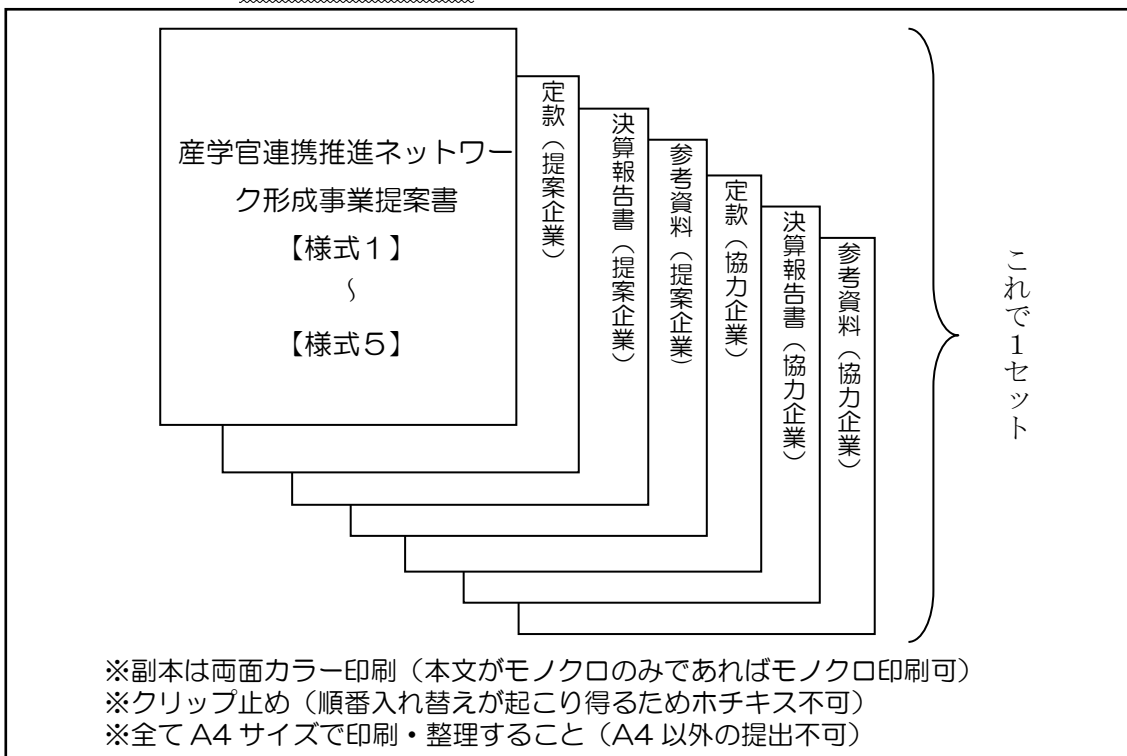 産学官連携推進ネットワー
ク形成事業提案書
【様式１】
～
【様式５】
定款（提案企業）
決算報告書（提案企業）
参考資料（提案企業）
定款（協力企業）
決算報告書（協力企業）
参考資料（協力企業）
これで１セット
※副本は両面カラー印刷（本文がモノクロのみであればモノクロ印刷可）
※クリップ止め（順番入れ替えが起こり得るためホチキス不可）
※全てA4サイズで印刷・整理すること（A4以外の提出不可）